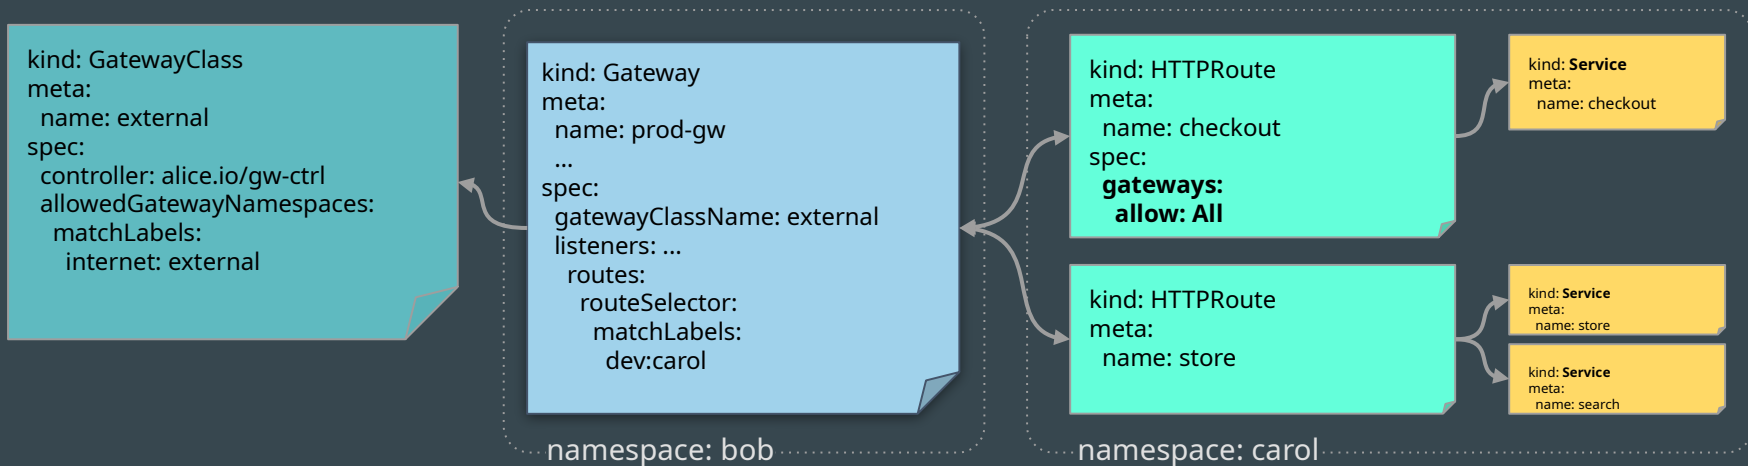 kind: GatewayClass
meta:
  name: external
spec:
  controller: alice.io/gw-ctrl
  allowedGatewayNamespaces:
    matchLabels:
      internet: external
kind: Gateway
meta:
  name: prod-gw
  ...
spec:
  gatewayClassName: external
  listeners: ...
    routes:
      routeSelector:
        matchLabels:
          dev:carol
namespace: bob
kind: HTTPRoute
meta:
  name: checkout
spec:
  gateways:
    allow: All
kind: Service
meta:
  name: checkout
kind: HTTPRoute
meta:
  name: store
kind: Service
meta:
  name: store
kind: Service
meta:
  name: search
namespace: carol